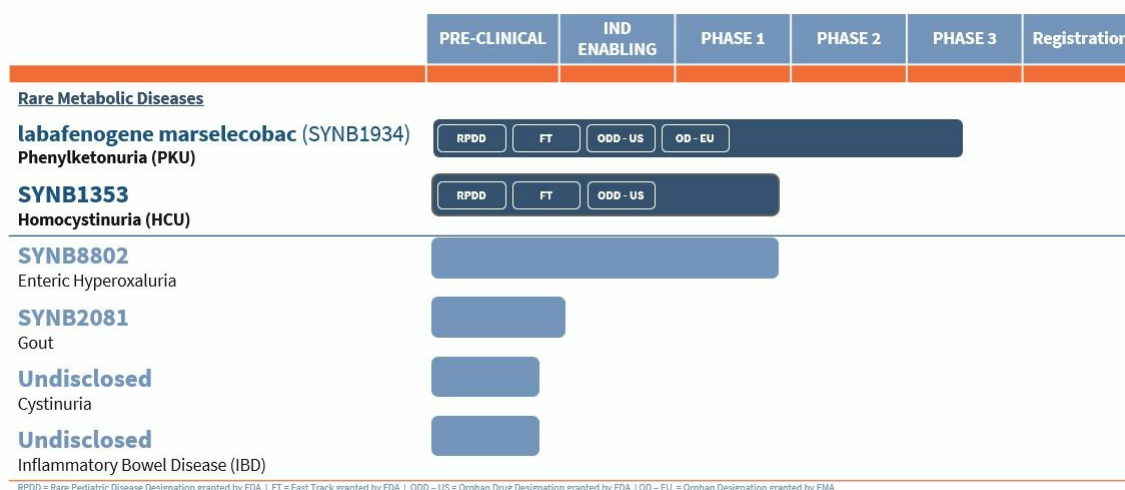 PRE-CLINICAL
IND
ENABLING
PHASE 1
PHASE 2
PHASE 3
Registration
Rare Metabolic Diseases
labafenogene marselecobac (SYNB1934)
Phenylketonuria (PKU)
RPDD FT ODD - US OD - EU
SYNB1353
Homocystinuria (HCU)
RPDD FT ODD - US
SYNB8802
Enteric Hyperoxaluria
SYNB2081
Gout
Undisclosed
Cystinuria
Undisclosed
Inflammatory Bowel Disease (IBD)
RPDD = Rare Pediatric Disease Designation granted by FDA | FT = Fast Track granted by FDA | ODD – US = Orphan Drug Designation granted by FDA | OD – EU = Orphan Designation granted by EMA